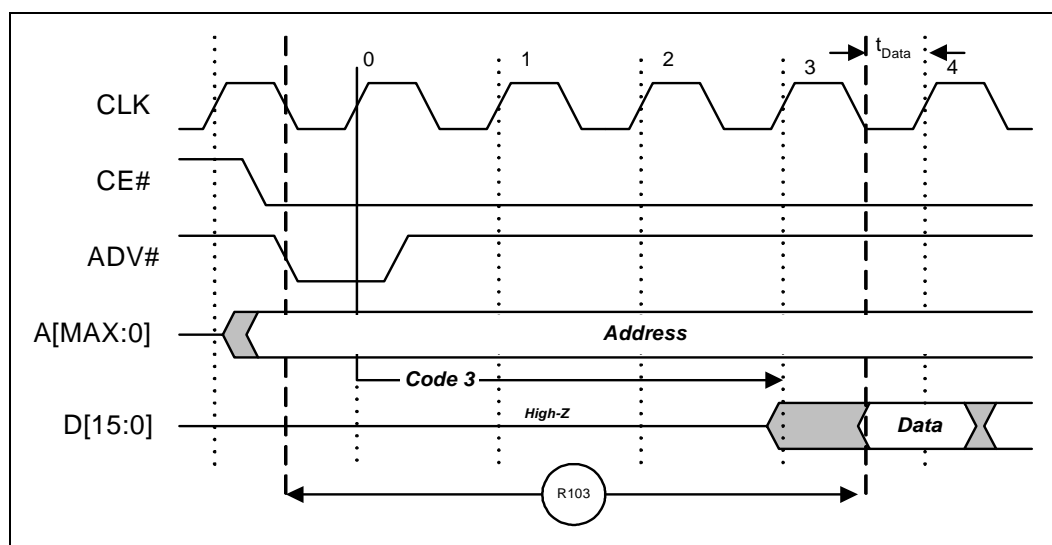 0 1 2 3 tData 4
CLK
CE#
ADV#
A[MAX:0] Address
Code 3
D[15:0] High-Z Data
R103